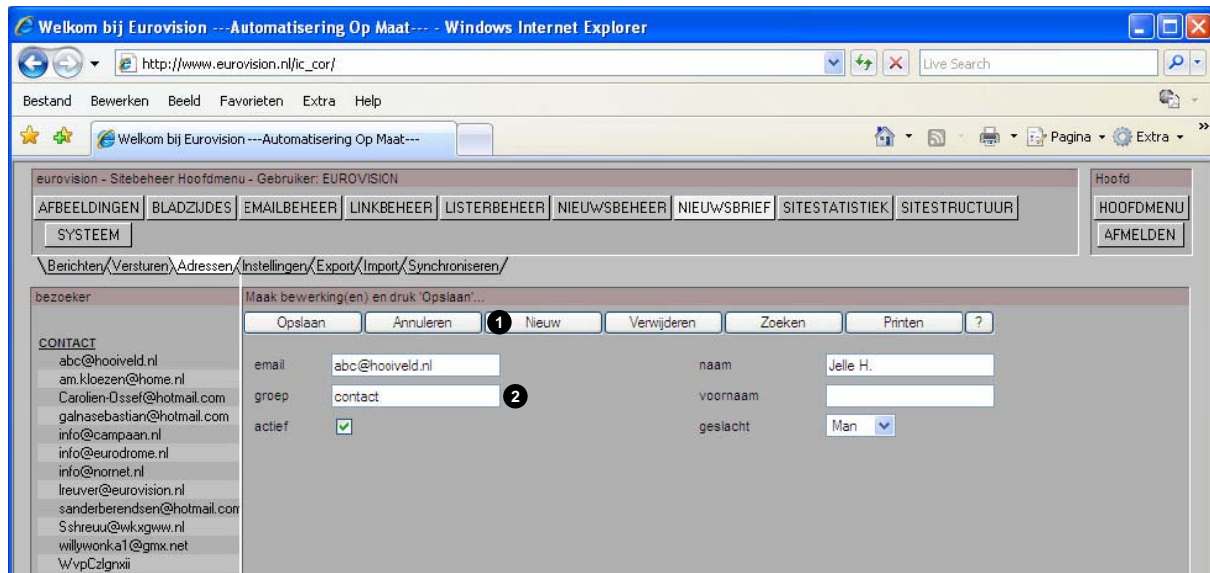 Welkom bij Eurovision ---Automatisering Op Maat--- - Windows Internet Explorer
http://www.eurovision.nl/ic_cor/
Live Search
Bestand Bewerken Beeld Favorieten Extra Help
Welkom bij Eurovision ---Automatisering Op Maat---
Pagina Extra »
eurovision - Sitebeheer Hoofdmenu - Gebruiker: EUROVISION
Hoofd
AFBEELDINGEN BLADZIJDES EMAILBEHEER LINKBEHEER LISTERBEHEER NIEUWSBEHEER NIEUWSBRIEF SITESTATISTIEK SITESTRUCTUUR
HOOFDMENU
SYSTEEM
AFMELDEN
\Berichten/\Versturen/\Adressen/\Instellingen/\Export/\Import/\Synchroniseren/
bezoeker
Maak bewerking(en) en druk 'Opslaan'...
Opslaan Annuleren 1 Nieuw Verwijderen Zoeken Printen ?
CONTACT
abc@hooiveld.nl
am.kloezen@home.nl
Carolien-Ossef@hotmail.com
galnasebastian@hotmail.com
info@campaan.nl
info@eurodrome.nl
info@nornet.nl
lreuver@eurovision.nl
sanderberendsen@hotmail.com
Sshreuu@wkxgww.nl
willywonka1@gmx.net
WvpCzlgnxii
email abc@hooiveld.nl naam Jelle H.
groep contact 2 voornaam
actief geslacht Man